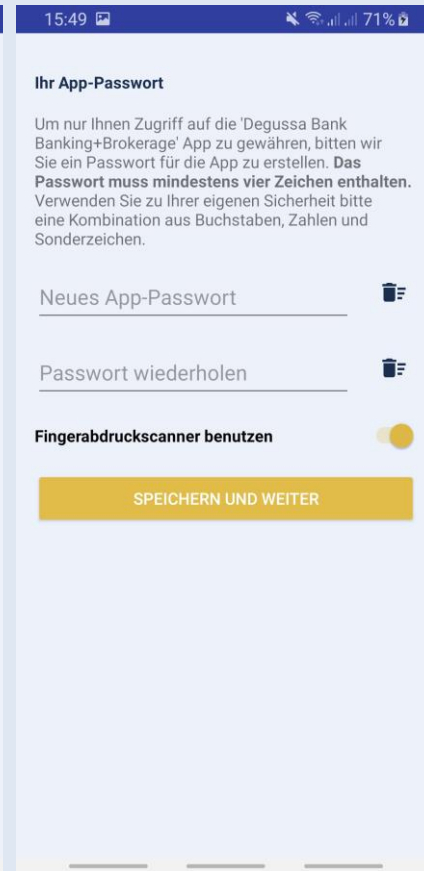 15:49 71%
Ihr App-Passwort
Um nur Ihnen Zugriff auf die 'Degussa Bank
Banking+Brokerage' App zu gewähren, bitten wir
Sie ein Passwort für die App zu erstellen. Das
Passwort muss mindestens vier Zeichen enthalten.
Verwenden Sie zu Ihrer eigenen Sicherheit bitte
eine Kombination aus Buchstaben, Zahlen und
Sonderzeichen.
Neues App-Passwort
Passwort wiederholen
Fingerabdruckscanner benutzen
SPEICHERN UND WEITER